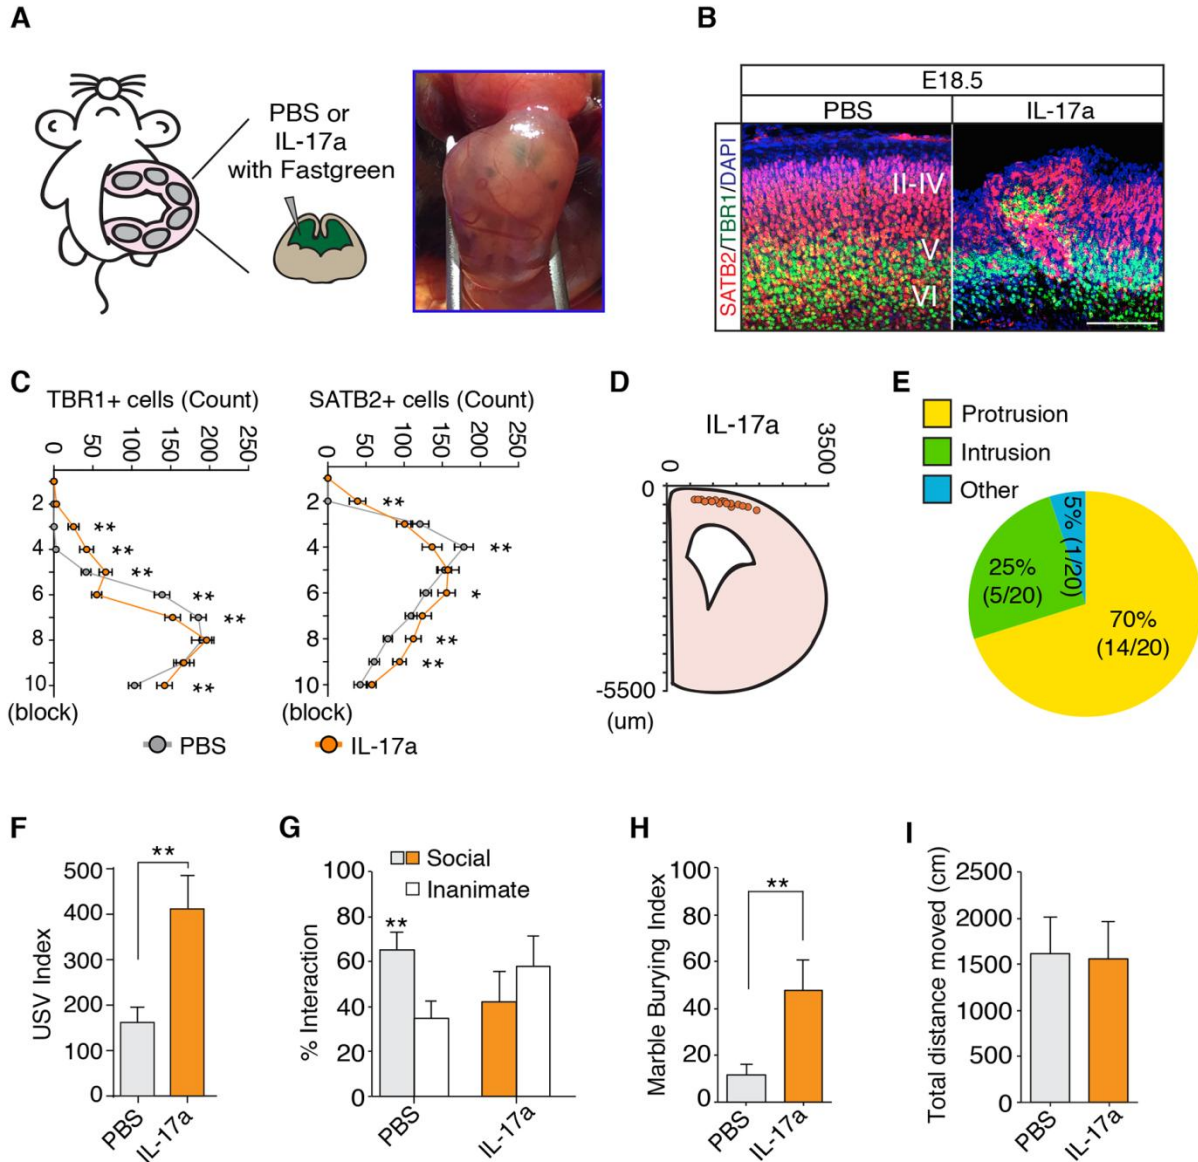 A
PBS or
IL-17a
with Fastgreen
B
E18.5
PBS
IL-17a
SATB2/TBR1/DAPI
II-IV
V
VI
C
TBR1+ cells (Count)
0
50
100
150
200
250
2
4
6
8
10
(block)
**
**
**
**
**
**
SATB2+ cells (Count)
0
50
100
150
200
250
2
4
6
8
10
(block)
**
**
*
**
**
PBS
IL-17a
D
IL-17a
0
3500
0
-5500
(um)
E
Protrusion
Intrusion
Other
5% (1/20)
25%
(5/20)
70%
(14/20)
F
USV Index
500
400
300
200
100
0
**
PBS
IL-17a
G
% Interaction
100
80
60
40
20
0
Social
Inanimate
**
PBS
IL-17a
H
Marble Burying Index
100
80
60
40
20
0
**
PBS
IL-17a
I
Total distance moved (cm)
2500
2000
1500
1000
500
0
PBS
IL-17a